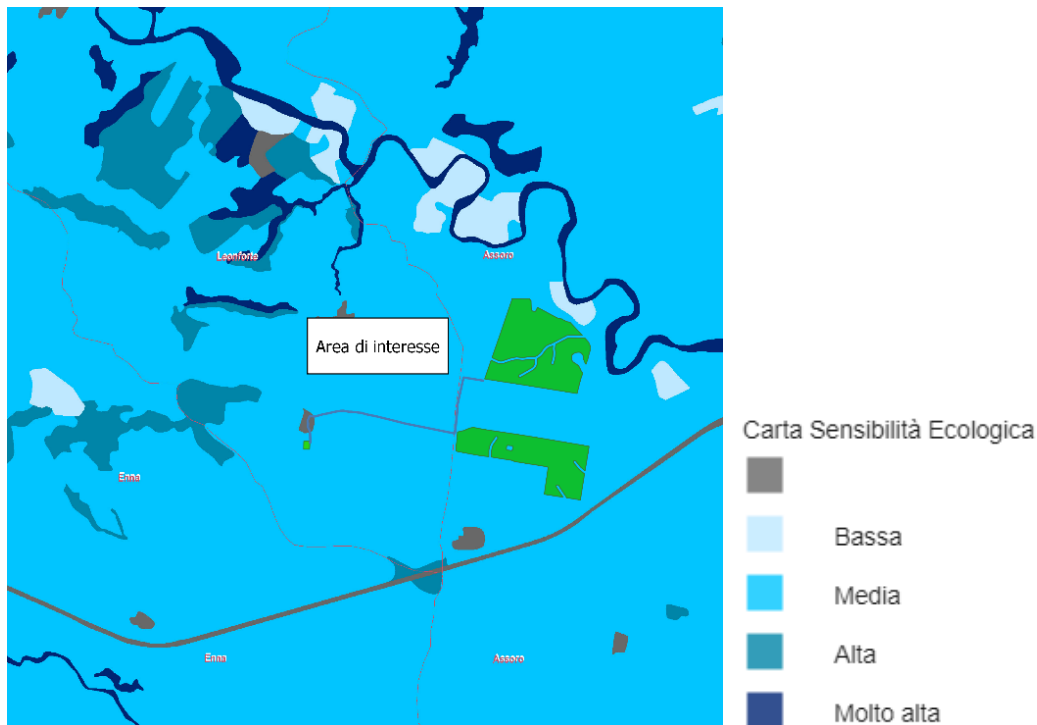 Leonforte
Assoro
Area di interesse
Enna
Enna
Assoro
Carta Sensibilità Ecologica
Bassa
Media
Alta
Molto alta